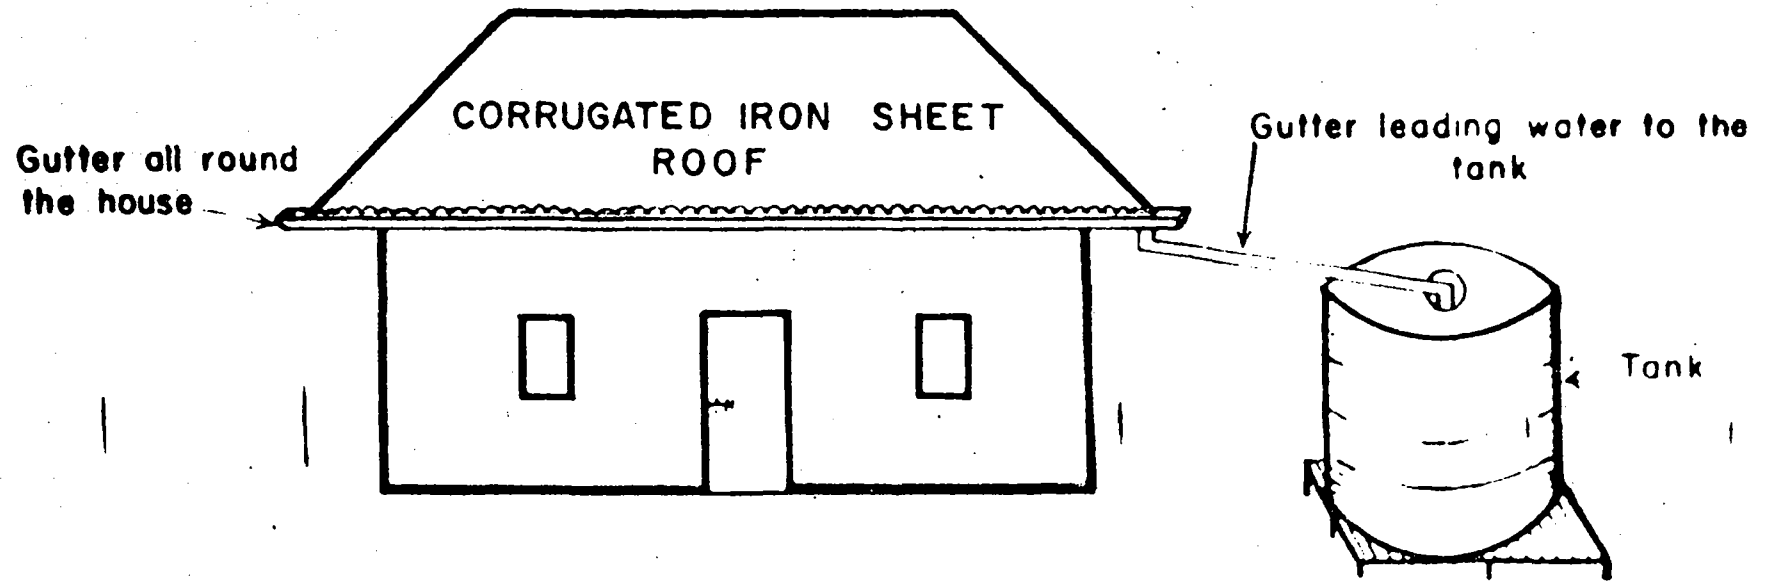 CORRUGATED IRON SHEET
ROOF
Gutter all round
the house
Gutter leading water to the
tank
Tank